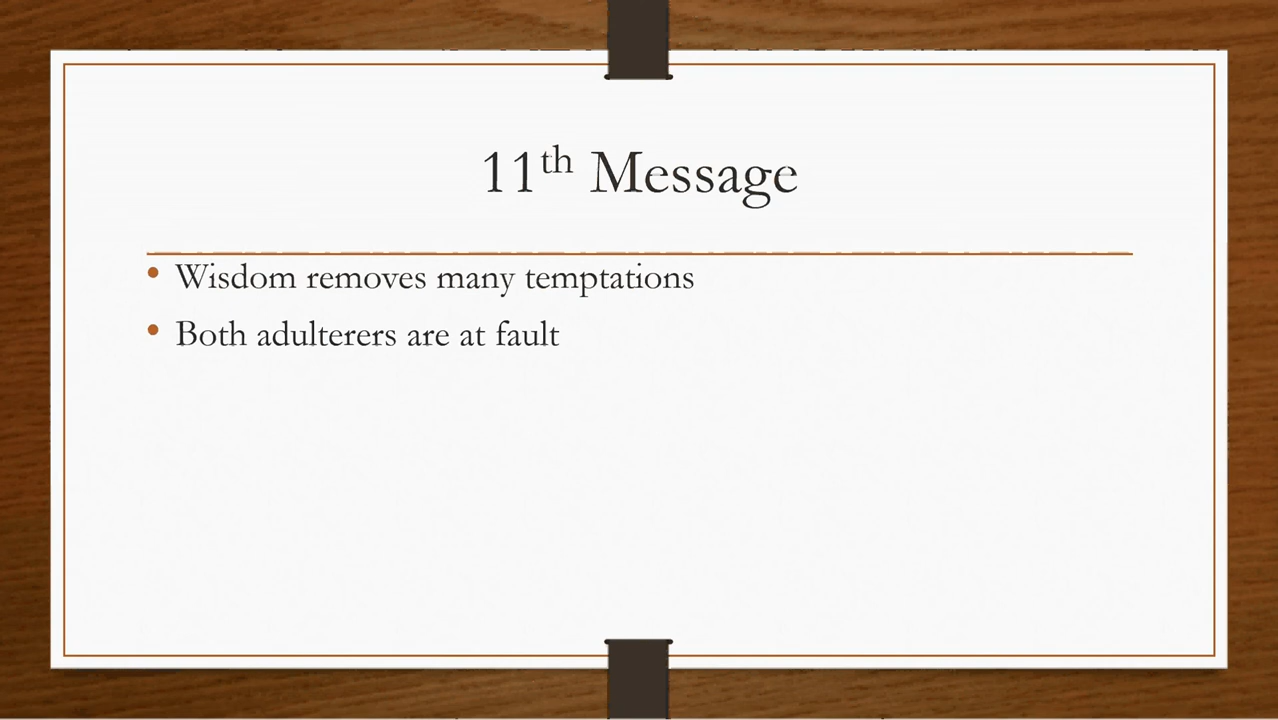 11th Message
Wisdom removes many temptations
Both adulterers are at fault